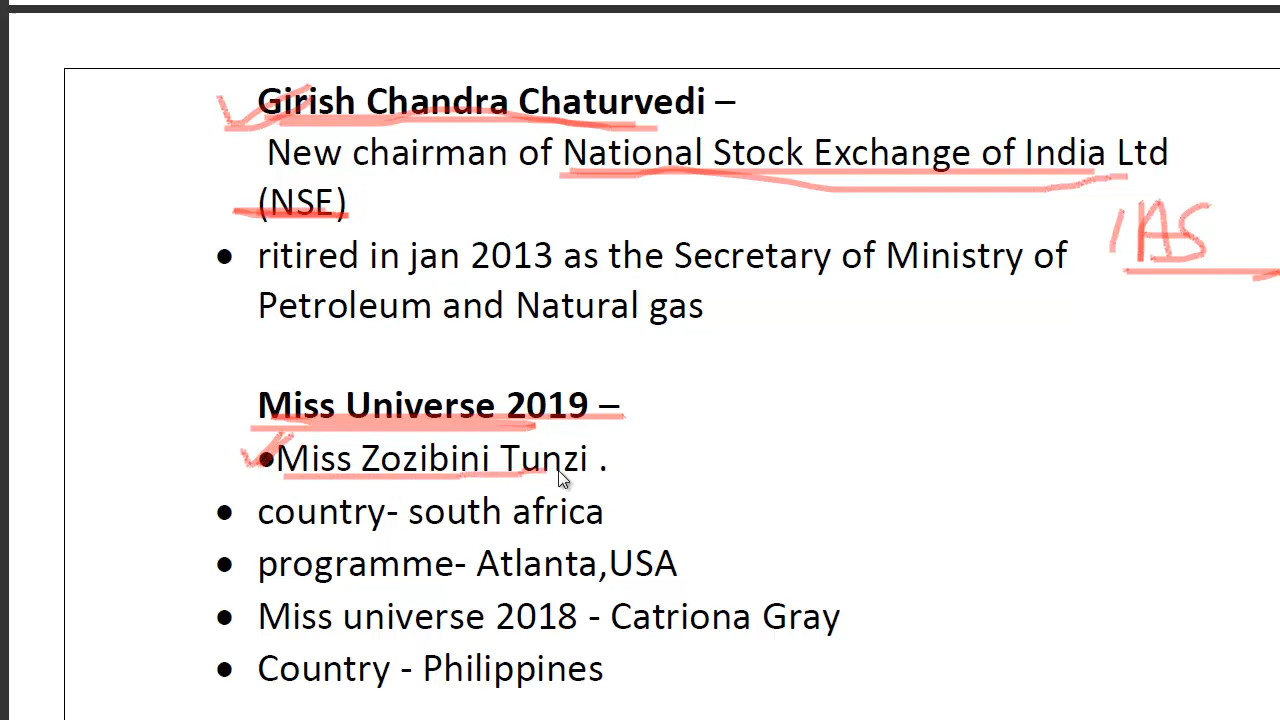 Girish Chandra Chaturvedi –
New chairman of National Stock Exchange of India Ltd
(NSE)
IAS
• ritired in jan 2013 as the Secretary of Ministry of
Petroleum and Natural gas
Miss Universe 2019 –
•Miss Zozibini Tunzi .
• country- south africa
• programme- Atlanta,USA
• Miss universe 2018 - Catriona Gray
• Country - Philippines